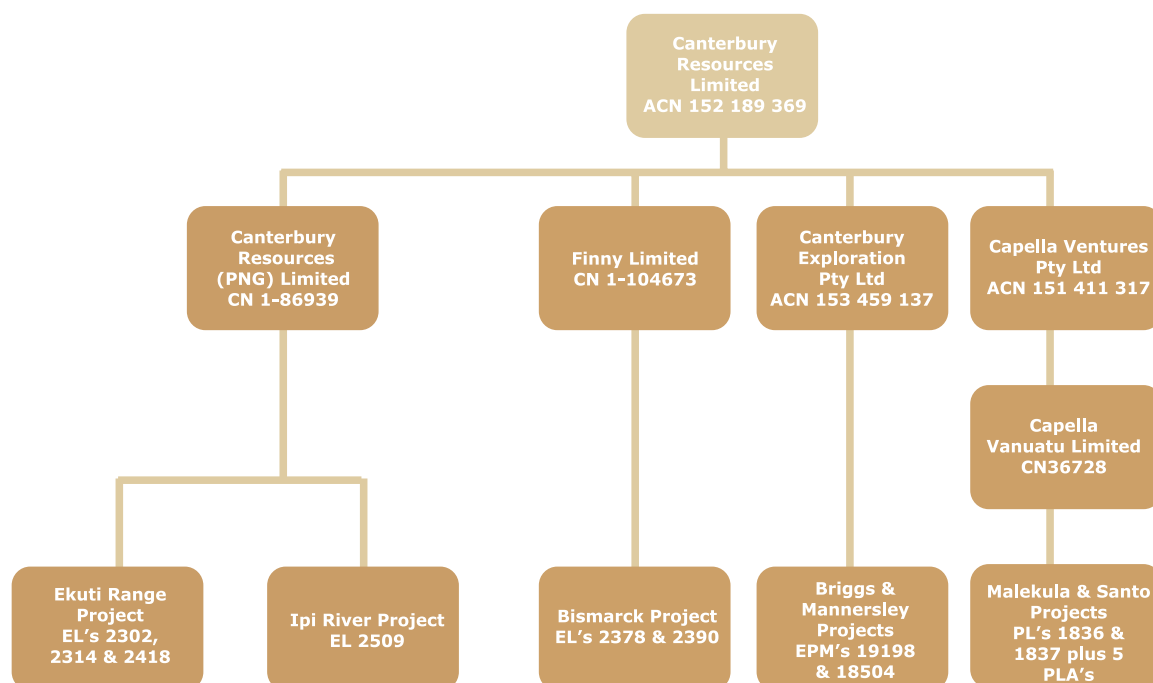 Canterbury
Resources
Limited
ACN 152 189 369
Canterbury
Resources
(PNG) Limited
CN 1-86939
Finny Limited
CN 1-104673
Canterbury
Exploration
Pty Ltd
ACN 153 459 137
Capella Ventures
Pty Ltd
ACN 151 411 317
Capella
Vanuatu Limited
CN36728
Ekuti Range
Project
EL’s 2302,
2314 & 2418
Ipi River Project
EL 2509
Bismarck Project
EL’s 2378 & 2390
Briggs &
Mannersley
Projects
EPM’s 19198
& 18504
Malekula & Santo
Projects
PL’s 1836 &
1837 plus 5
PLA’s